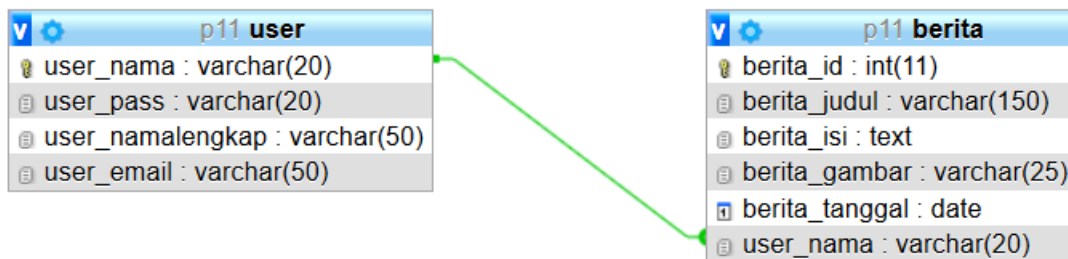 v p11 user
user_nama : varchar(20)
user_pass : varchar(20)
user_namalengkap : varchar(50)
user_email : varchar(50)
v p11 berita
berita_id : int(11)
berita_judul : varchar(150)
berita_isi : text
berita_gambar : varchar(25)
berita_tanggal : date
user_nama : varchar(20)